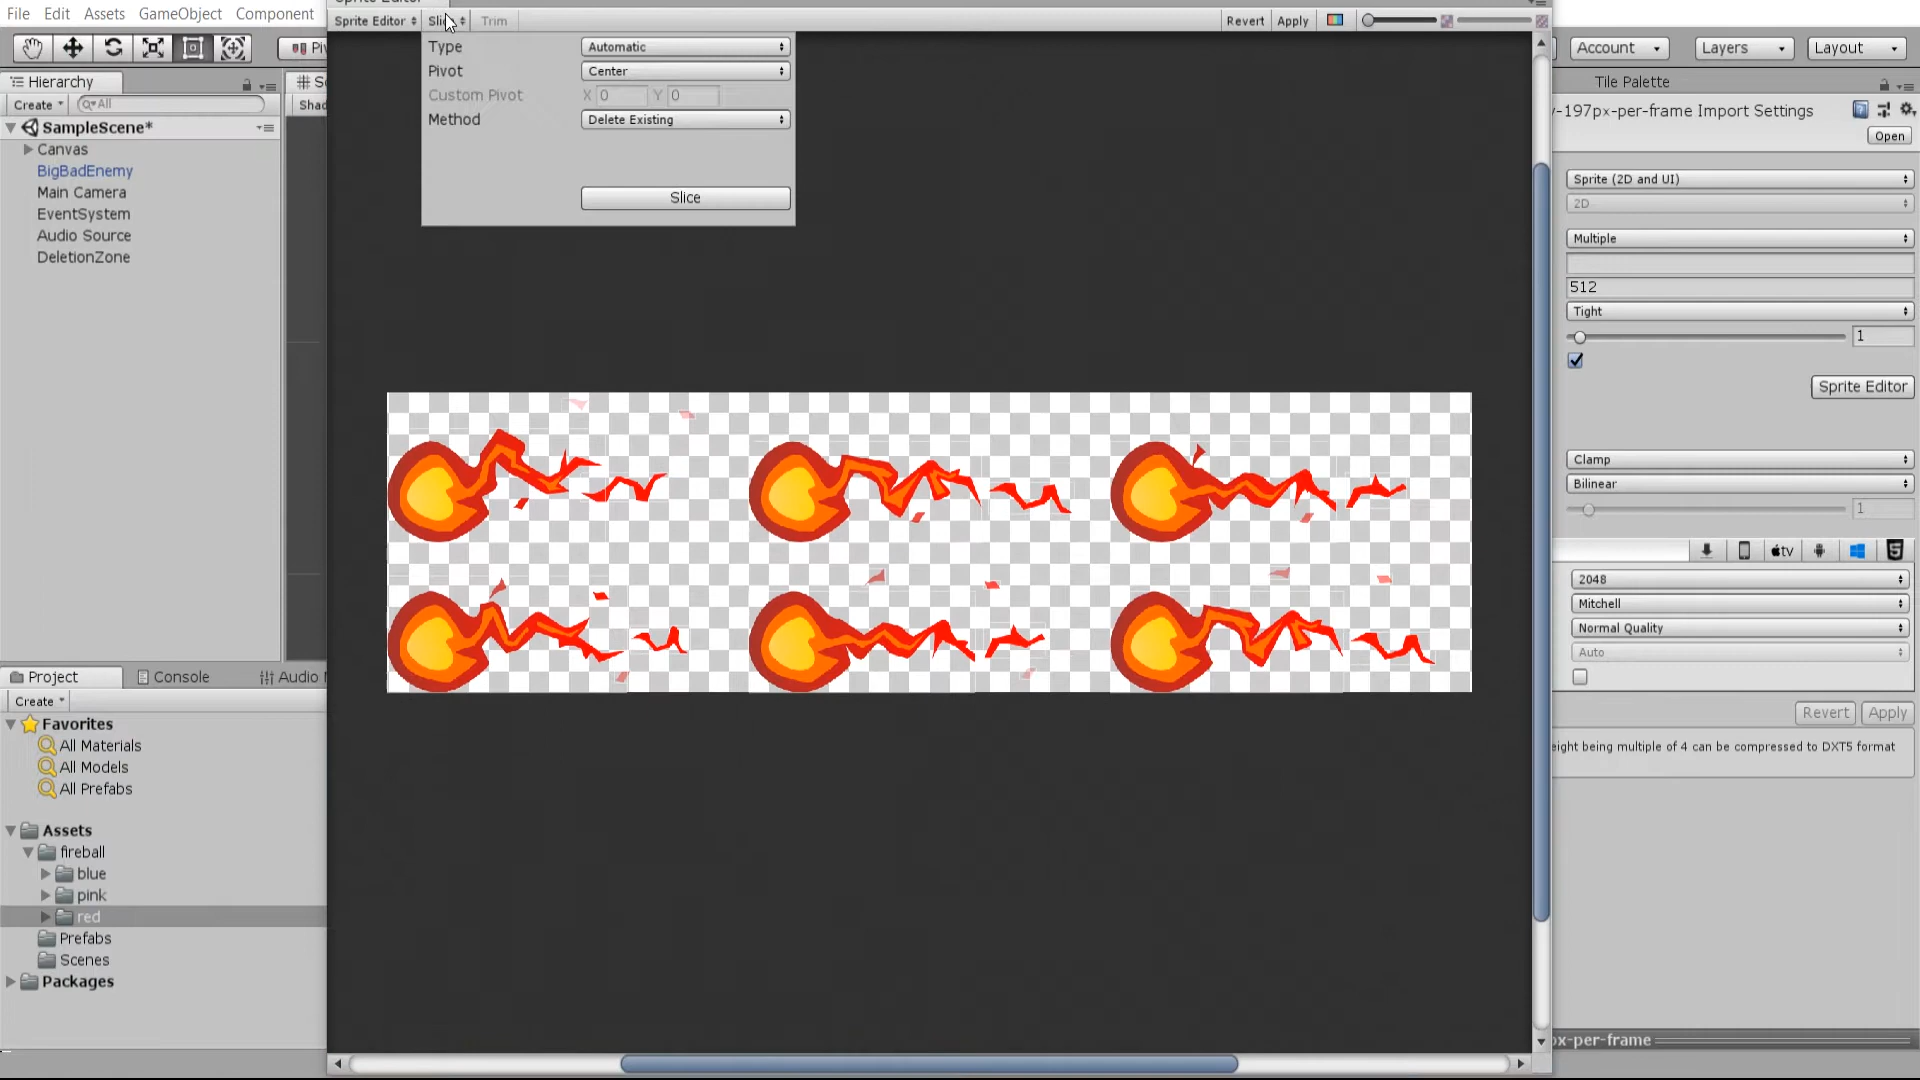 File Edit Assets GameObject Component
Sprite Editor Trim Revert Apply
Account Layers Layout
Type Automatic
Pivot Center
Custom Pivot X 0 Y 0
Method Delete Existing
Slice
Hierarchy
Create All
SampleScene*
Canvas
BigBadEnemy
Main Camera
EventSystem
Audio Source
DeletionZone
Tile Palette
-197px-per-frame Import Settings
Open
Sprite (2D and UI)
2D
Multiple
512
Tight
1
Sprite Editor
Clamp
Bilinear
1
tv
2048
Mitchell
Normal Quality
Auto
Revert Apply
eight being multiple of 4 can be compressed to DXT5 format
px-per-frame
Project Console Audio
Create
Favorites
All Materials
All Models
All Prefabs
Assets
fireball
blue
pink
red
Prefabs
Scenes
Packages